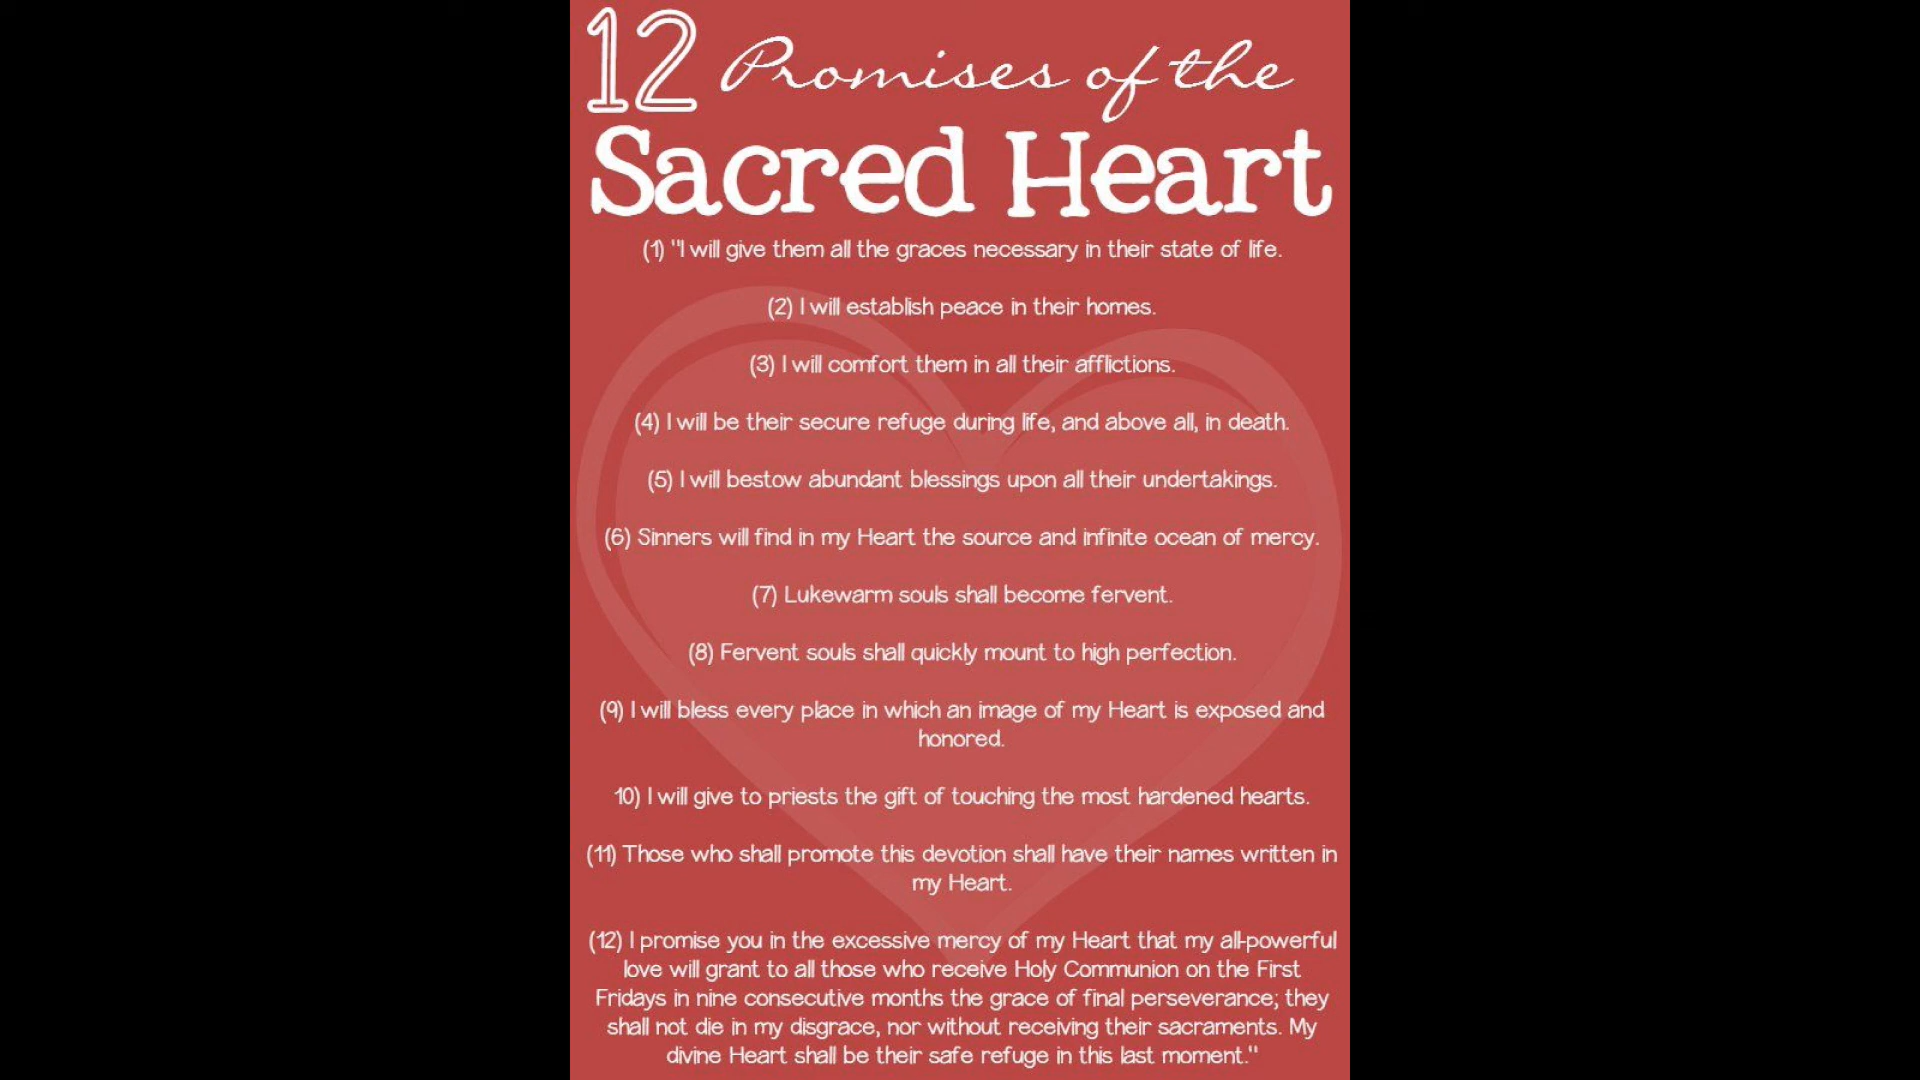 12 Promises of the
Sacred Heart
(1) "I will give them all the graces necessary in their state of life.
(2) I will establish peace in their homes.
(3) I will comfort them in all their afflictions.
(4) I will be their secure refuge during life, and above all, in death.
(5) I will bestow abundant blessings upon all their undertakings.
(6) Sinners will find in my Heart the source and infinite ocean of mercy.
(7) Lukewarm souls shall become fervent.
(8) Fervent souls shall quickly mount to high perfection.
(9) I will bless every place in which an image of my Heart is exposed and
honored.
10) I will give to priests the gift of touching the most hardened hearts.
(11) Those who shall promote this devotion shall have their names written in
my Heart.
(12) I promise you in the excessive mercy of my Heart that my all-powerful
love will grant to all those who receive Holy Communion on the First
Fridays in nine consecutive months the grace of final perseverance; they
shall not die in my disgrace, nor without receiving their sacraments. My
divine Heart shall be their safe refuge in this last moment."